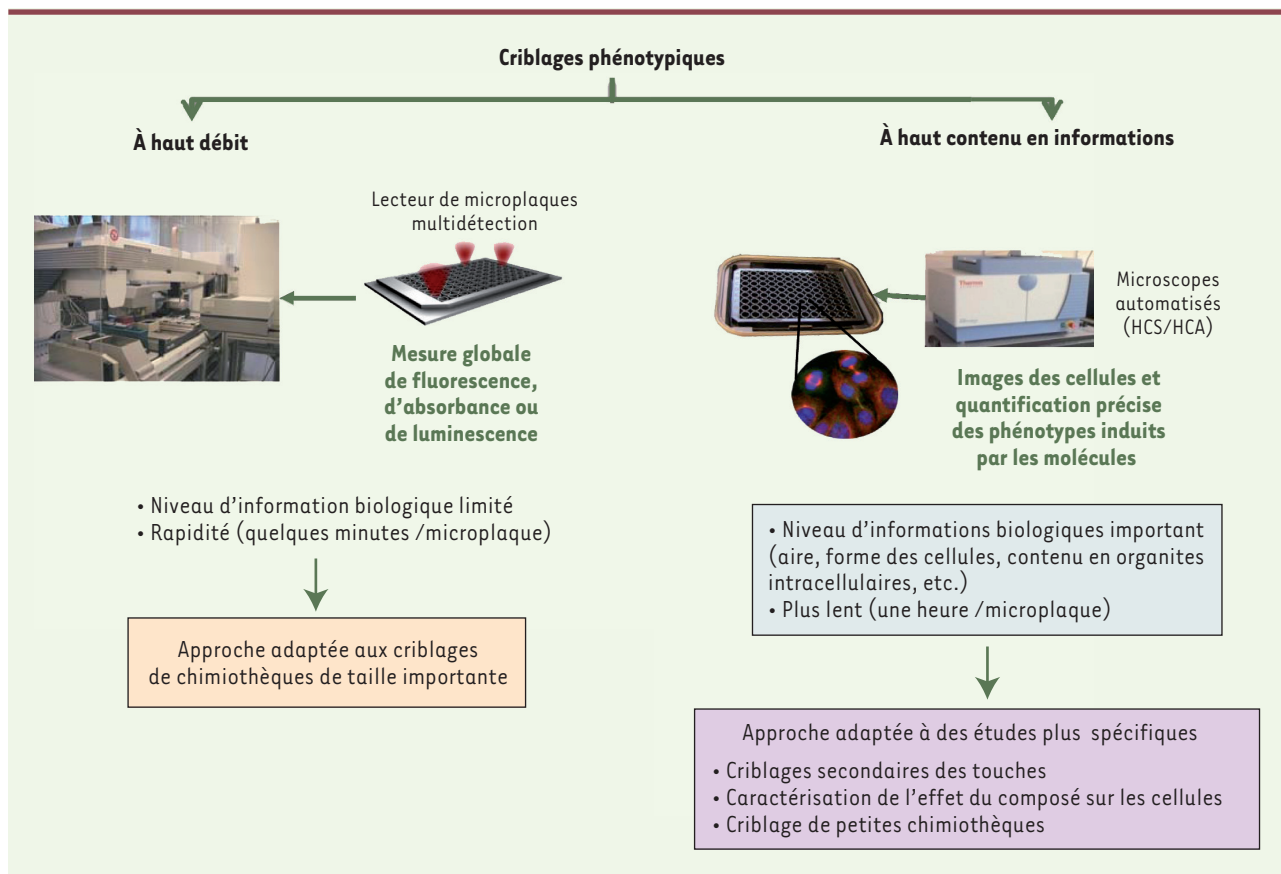 Criblages phénotypiques
À haut débit
À haut contenu en informations
Lecteur de microplaques
multidétection
Mesure globale
de fluorescence,
d'absorbance ou
de luminescence
• Niveau d'information biologique limité
• Rapidité (quelques minutes /microplaque)
Approche adaptée aux criblages
de chimiothèques de taille importante
Thermo
Microscopes
automatisés
(HCS/HCA)
Images des cellules et
quantification précise
des phénotypes induits
par les molécules
• Niveau d'informations biologiques important
(aire, forme des cellules, contenu en organites
intracellulaires, etc.)
• Plus lent (une heure /microplaque)
Approche adaptée à des études plus spécifiques
• Criblages secondaires des touches
• Caractérisation de l'effet du composé sur les cellules
• Criblage de petites chimiothèques